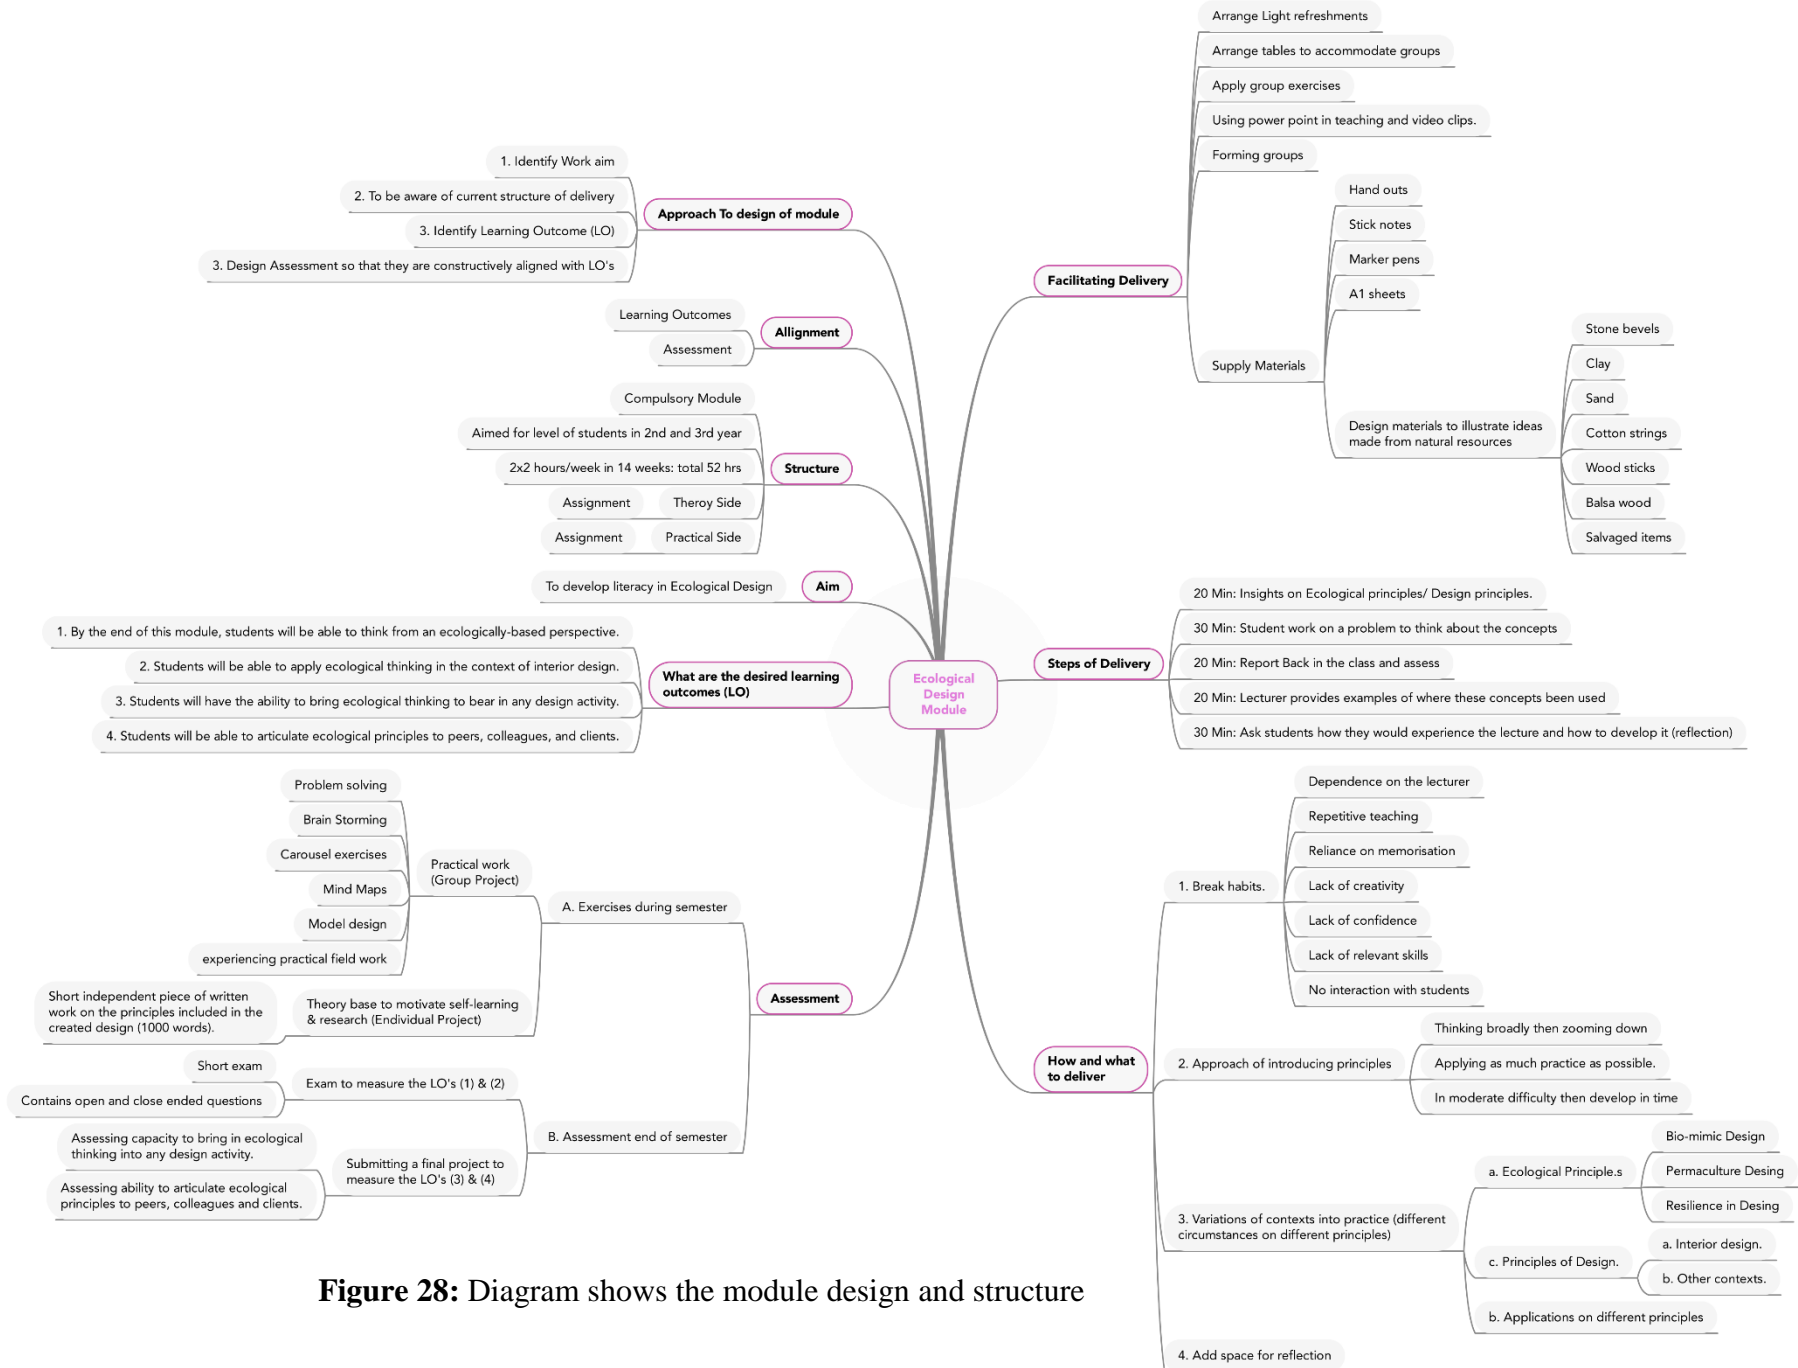 1. Identify Work aim
2. To be aware of current structure of delivery
3. Identify Learning Outcome (LO)
3. Design Assessment so that they are constructively aligned with LO's
Approach To design of module
Learning Outcomes
Assessment
Allignment
Compulsory Module
Aimed for level of students in 2nd and 3rd year
2x2 hours/week in 14 weeks: total 52 hrs
Assignment
Theroy Side
Assignment
Practical Side
Structure
To develop literacy in Ecological Design
Aim
1. By the end of this module, students will be able to think from an ecologically-based perspective.
2. Students will be able to apply ecological thinking in the context of interior design.
3. Students will have the ability to bring ecological thinking to bear in any design activity.
4. Students will be able to articulate ecological principles to peers, colleagues, and clients.
What are the desired learning
outcomes (LO)
Problem solving
Brain Storming
Carousel exercises
Mind Maps
Model design
experiencing practical field work
Practical work
(Group Project)
Short independent piece of written
work on the principles included in the
created design (1000 words).
Theory base to motivate self-learning
& research (Endividual Project)
A. Exercises during semester
Short exam
Contains open and close ended questions
Exam to measure the LO's (1) & (2)
Assessing capacity to bring in ecological
thinking into any design activity.
Assessing ability to articulate ecological
principles to peers, colleagues and clients.
Submitting a final project to
measure the LO's (3) & (4)
B. Assessment end of semester
Assessment
Ecological
Design
Module
Facilitating Delivery
Arrange Light refreshments
Arrange tables to accommodate groups
Apply group exercises
Using power point in teaching and video clips.
Forming groups
Supply Materials
Hand outs
Stick notes
Marker pens
A1 sheets
Design materials to illustrate ideas
made from natural resources
Stone bevels
Clay
Sand
Cotton strings
Wood sticks
Balsa wood
Salvaged items
Steps of Delivery
20 Min: Insights on Ecological principles/ Design principles.
30 Min: Student work on a problem to think about the concepts
20 Min: Report Back in the class and assess
20 Min: Lecturer provides examples of where these concepts been used
30 Min: Ask students how they would experience the lecture and how to develop it (reflection)
How and what
to deliver
1. Break habits.
Dependence on the lecturer
Repetitive teaching
Reliance on memorisation
Lack of creativity
Lack of confidence
Lack of relevant skills
No interaction with students
2. Approach of introducing principles
Thinking broadly then zooming down
Applying as much practice as possible.
In moderate difficulty then develop in time
3. Variations of contexts into practice (different
circumstances on different principles)
a. Ecological Principle.s
Bio-mimic Design
Permaculture Desing
Resilience in Desing
c. Principles of Design.
a. Interior design.
b. Other contexts.
b. Applications on different principles
4. Add space for reflection
Figure 28: Diagram shows the module design and structure